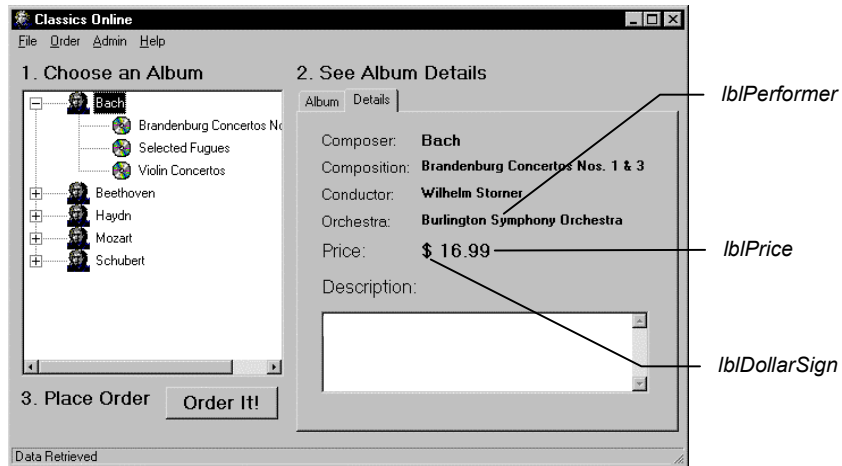 Classics Online
File Order Admin Help
1. Choose an Album
Bach
Brandenburg Concertos No
Selected Fugues
Violin Concertos
Beethoven
Haydn
Mozart
Schubert
3. Place Order
Order It!
2. See Album Details
Album Details
Composer: Bach
Composition: Brandenburg Concertos Nos. 1 & 3
Conductor: Wilhelm Storner
Orchestra: Burlington Symphony Orchestra
Price: $ 16.99
Description:
Data Retrieved
lblPerformer
lblPrice
lblDollarSign